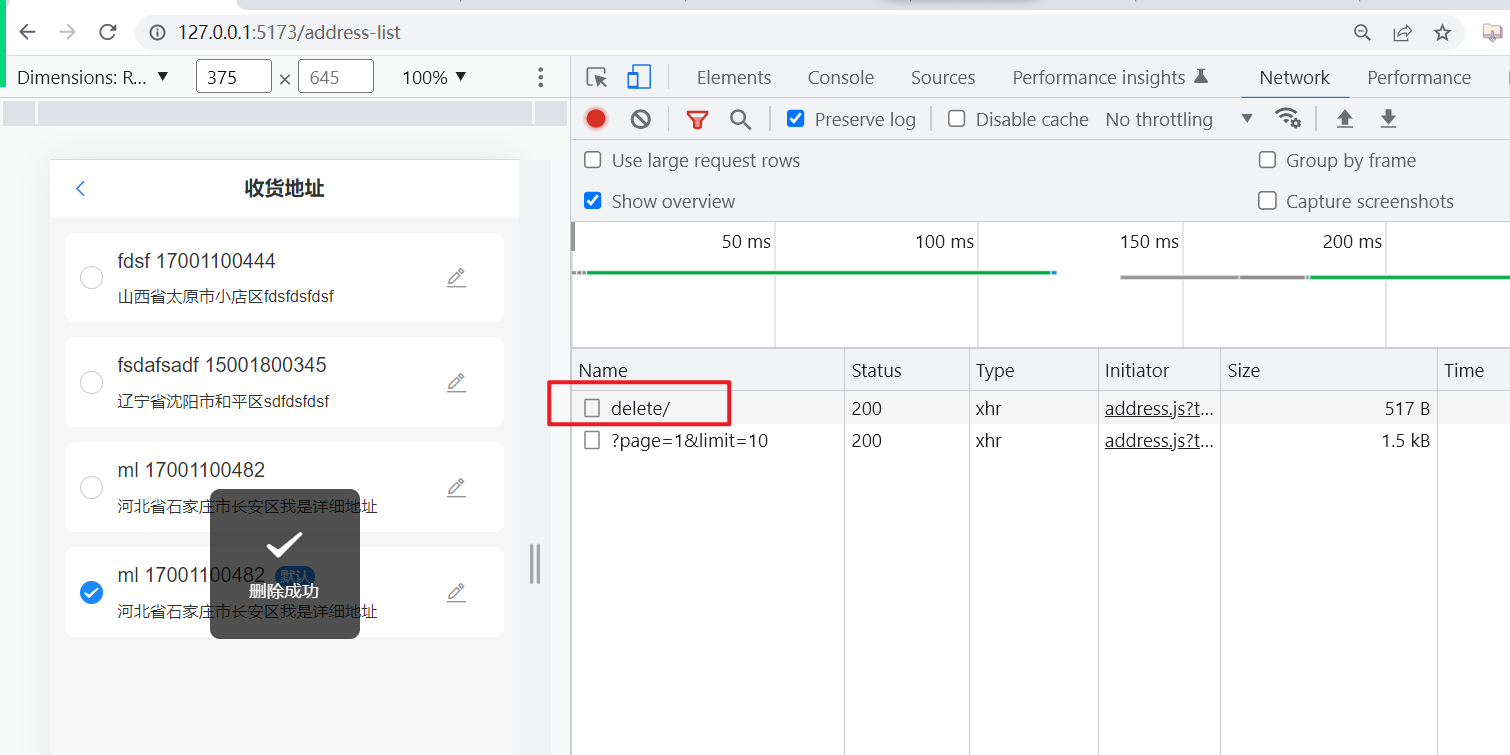 127.0.0.1:5173/address-list
Dimensions: R... ▼ 375 × 645 100% ▼
Elements Console Sources Performance insights Network Performance
Preserve log Disable cache No throttling ▼
Use large request rows Group by frame
Show overview Capture screenshots
50 ms 100 ms 150 ms 200 ms
Name Status Type Initiator Size Time
delete/ 200 xhr address.js?t... 517 B
?page=1&limit=10 200 xhr address.js?t... 1.5 kB
收货地址
fdsf 17001100444
山西省太原市小店区fdsfdsfdsf
fsdafsadf 15001800345
辽宁省沈阳市和平区sdfdsfdsf
ml 17001100482
河北省石家庄市长安区我是详细地址
ml 17001100482 默认
河北省石家庄市长安区我是详细地址
删除成功